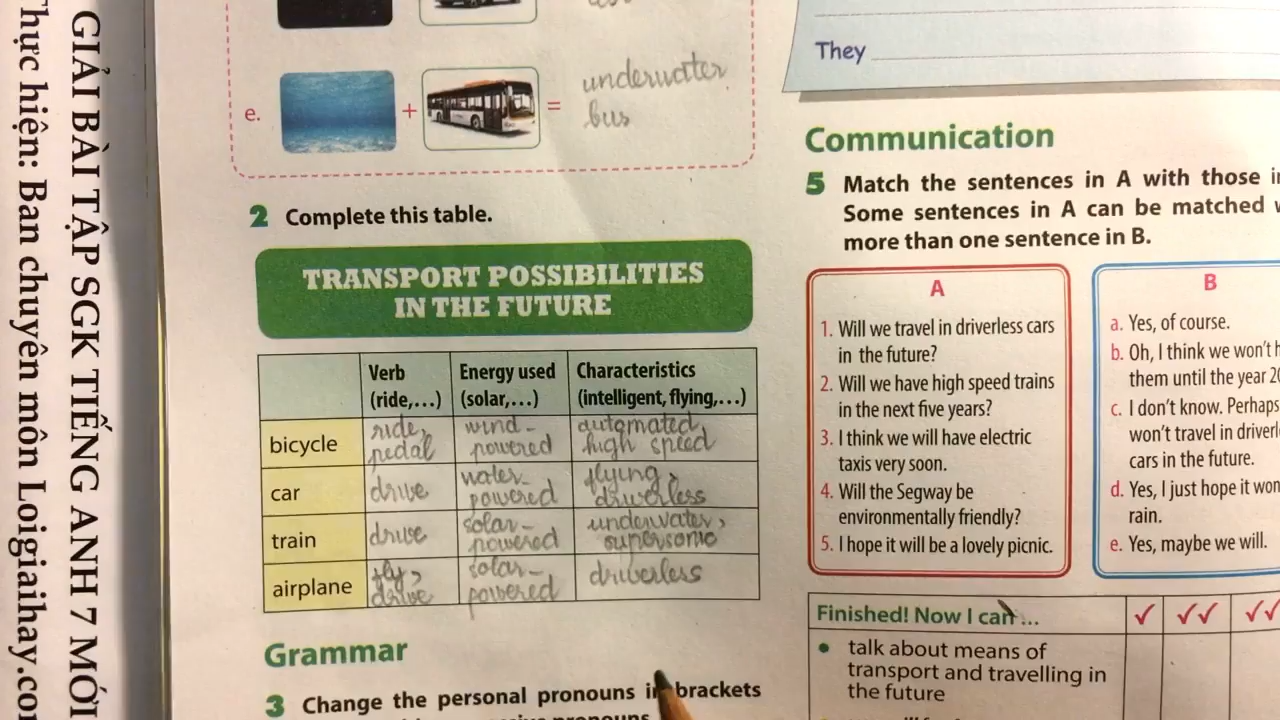 GIẢI BÀI TẬP SGK TIẾNG ANH 7 MỚI
Thực hiện: Ban chuyên môn Loigiaihay.com
e.
+
=
underwater
bus
2 Complete this table.
TRANSPORT POSSIBILITIES
IN THE FUTURE
Verb
(ride,...)
Energy used
(solar,...)
Characteristics
(intelligent, flying,...)
bicycle
ride,
pedal
wind-
powered
automated,
high speed
car
drive
water-
powered
flying,
driverless
train
drive
solar-
powered
underwater,
supersonic
airplane
fly,
drive
solar-
powered
driverless
Grammar
3 Change the personal pronouns in brackets
pronouns.
They
Communication
5 Match the sentences in A with those
Some sentences in A can be matched
more than one sentence in B.
A
1. Will we travel in driverless cars
in the future?
2. Will we have high speed trains
in the next five years?
3. I think we will have electric
taxis very soon.
4. Will the Segway be
environmentally friendly?
5. I hope it will be a lovely picnic.
B
a. Yes, of course.
b. Oh, I think we won't
them until the year
c. I don't know. Perhaps
won't travel in
cars in the future.
d. Yes, I just hope it
rain.
e. Yes, maybe we will.
Finished! Now I can ...
✓ ✓✓ ✓✓
• talk about means of
transport and travelling in
the future